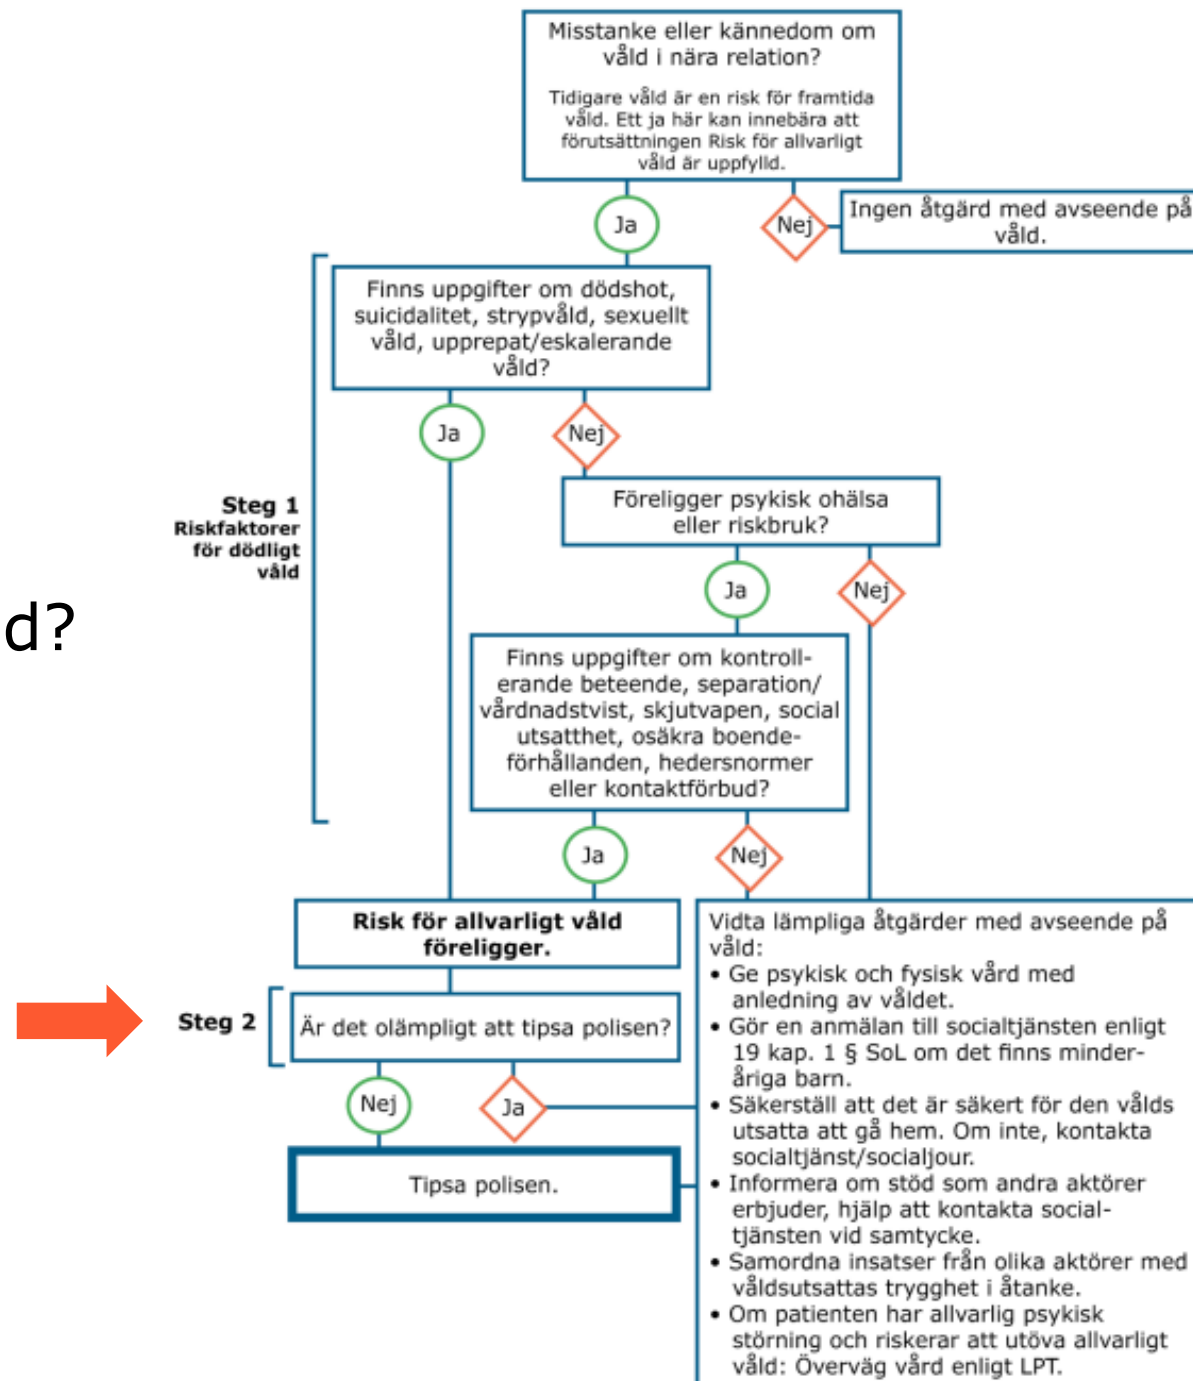 Misstanke eller kännedom om
våld i nära relation?
Tidigare våld är en risk för framtida
våld. Ett ja här kan innebära att
förutsättningen Risk för allvarligt
våld är uppfylld.
Ja
Nej
Ingen åtgärd med avseende på
våld.
Finns uppgifter om dödshot,
suicidalitet, strypvåld, sexuellt
våld, upprepat/eskalerande
våld?
Ja
Nej
Steg 1
Riskfaktorer
för dödligt
våld
Föreligger psykisk ohälsa
eller riskbruk?
Ja
Nej
d?
Finns uppgifter om kontroll-
erande beteende, separation/
vårdnadstvist, skjutvapen, social
utsatthet, osäkra boende-
förhållanden, hedersnormer
eller kontaktförbud?
Ja
Nej
Risk för allvarligt våld
föreligger.
Steg 2
Är det olämpligt att tipsa polisen?
Nej
Ja
Tipsa polisen.
Vidta lämpliga åtgärder med avseende på
våld:
• Ge psykisk och fysisk vård med
anledning av våldet.
• Gör en anmälan till socialtjänsten enligt
19 kap. 1 § SoL om det finns minder-
åriga barn.
• Säkerställ att det är säkert för den vålds
utsatta att gå hem. Om inte, kontakta
socialtjänst/socialjour.
• Informera om stöd som andra aktörer
erbjuder, hjälp att kontakta social-
tjänsten vid samtycke.
• Samordna insatser från olika aktörer med
våldsutsattas trygghet i åtanke.
• Om patienten har allvarlig psykisk
störning och riskerar att utöva allvarligt
våld: Överväg vård enligt LPT.